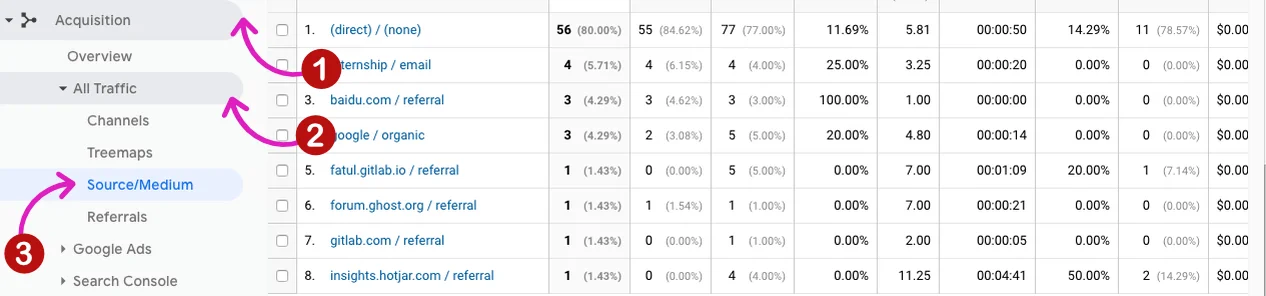 Acquisition
Overview
All Traffic
Channels
Treemaps
Source/Medium
Referrals
Google Ads
Search Console
1
2
3
1. (direct) / (none) 56 (80.00%) 55 (84.62%) 77 (77.00%) 11.69% 5.81 00:00:50 14.29% 11 (78.57%) $0.00
ternship / email 4 (5.71%) 4 (6.15%) 4 (4.00%) 25.00% 3.25 00:00:20 0.00% 0 (0.00%) $0.00
3. baidu.com / referral 3 (4.29%) 3 (4.62%) 3 (3.00%) 100.00% 1.00 00:00:00 0.00% 0 (0.00%) $0.00
google / organic 3 (4.29%) 2 (3.08%) 5 (5.00%) 20.00% 4.80 00:00:14 0.00% 0 (0.00%) $0.00
5. fatul.gitlab.io / referral 1 (1.43%) 0 (0.00%) 5 (5.00%) 0.00% 7.00 00:01:09 20.00% 1 (7.14%) $0.00
6. forum.ghost.org / referral 1 (1.43%) 1 (1.54%) 1 (1.00%) 0.00% 7.00 00:00:21 0.00% 0 (0.00%) $0.00
7. gitlab.com / referral 1 (1.43%) 0 (0.00%) 1 (1.00%) 0.00% 2.00 00:00:05 0.00% 0 (0.00%) $0.00
8. insights.hotjar.com / referral 1 (1.43%) 0 (0.00%) 4 (4.00%) 0.00% 11.25 00:04:41 50.00% 2 (14.29%) $0.00